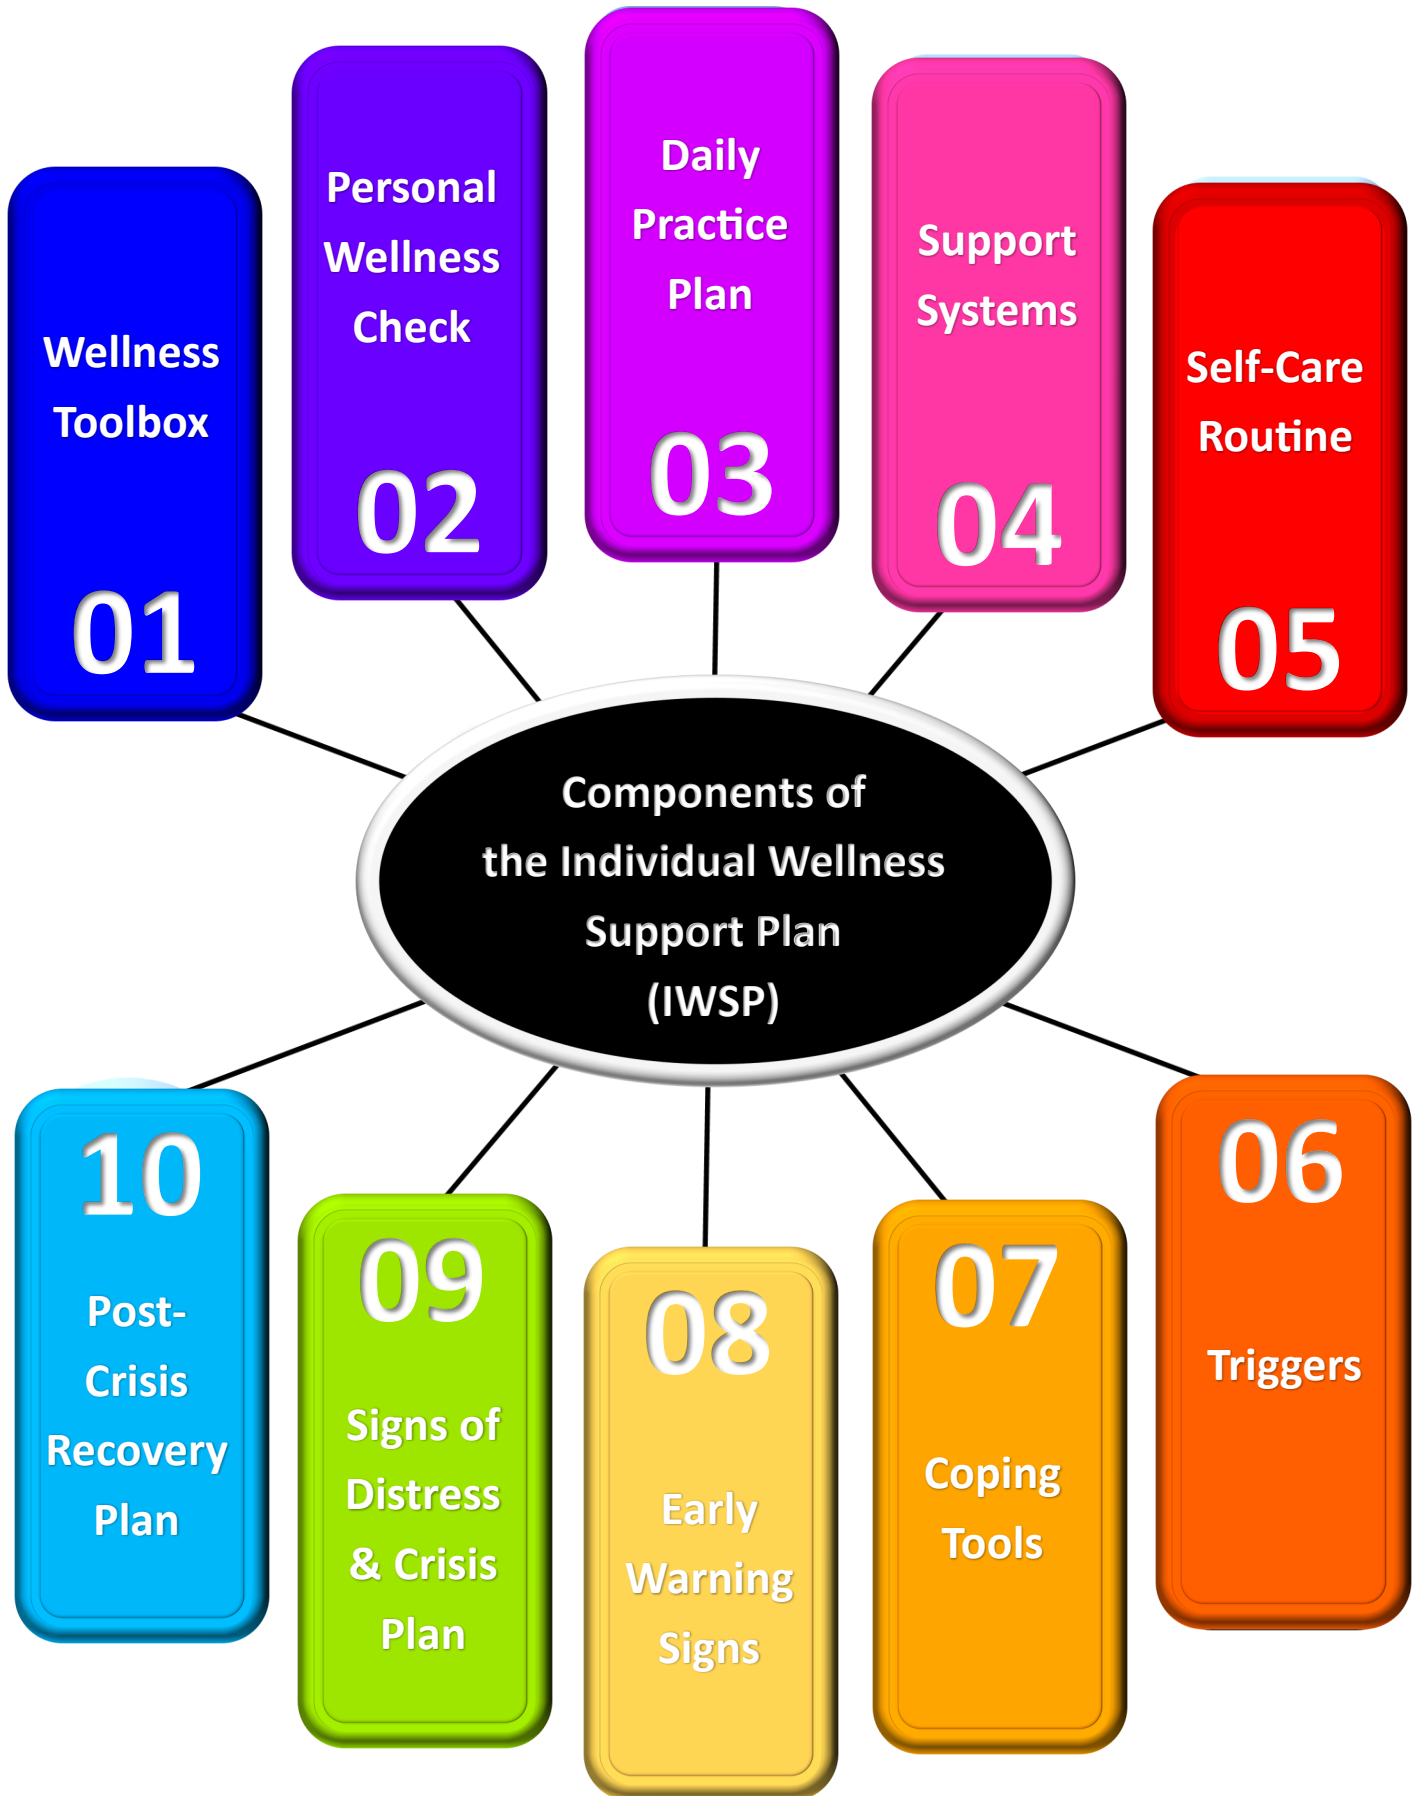 Wellness
Toolbox
01
Personal
Wellness
Check
02
Daily
Practice
Plan
03
Support
Systems
04
Self-Care
Routine
05
Components of
the Individual Wellness
Support Plan
(IWSP)
06
Triggers
07
Coping
Tools
08
Early
Warning
Signs
09
Signs of
Distress
& Crisis
Plan
10
Post-
Crisis
Recovery
Plan